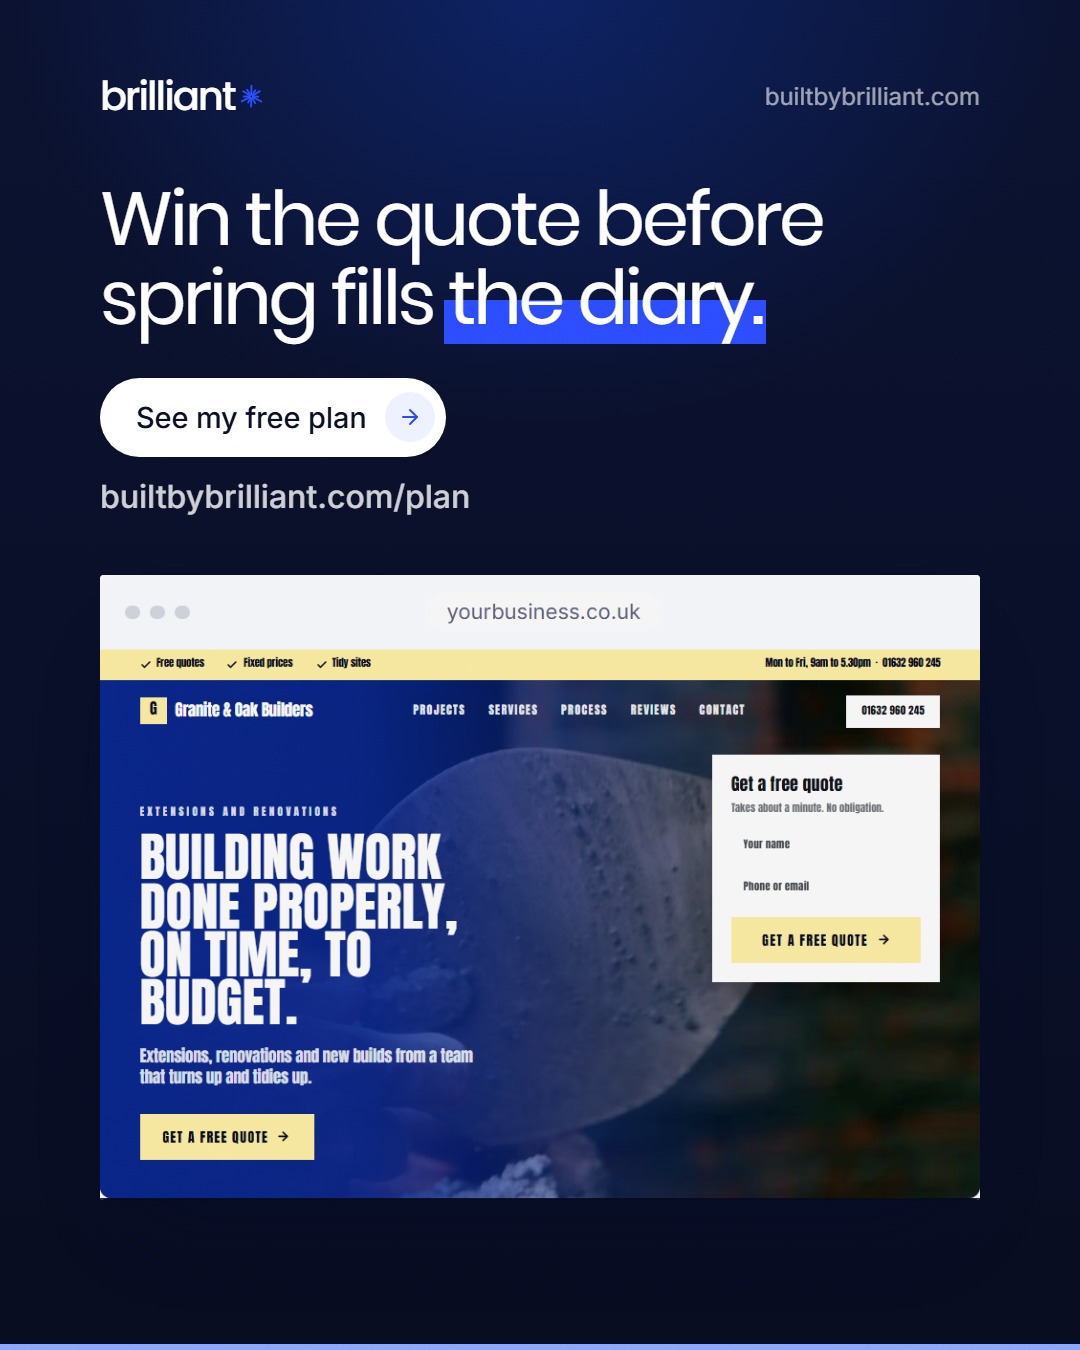 brilliant
builtbybrilliant.com
Win the quote before
spring fills the diary.
See my free plan
builtbybrilliant.com/plan
yourbusiness.co.uk
Free quotes Fixed prices Tidy sites
Mon to Fri, 9am to 5.30pm · 01632 960 245
G Granite & Oak Builders
PROJECTS SERVICES PROCESS REVIEWS CONTACT
01632 960 245
EXTENSIONS AND RENOVATIONS
BUILDING WORK
DONE PROPERLY,
ON TIME, TO
BUDGET.
Extensions, renovations and new builds from a team
that turns up and tidies up.
GET A FREE QUOTE →
Get a free quote
Takes about a minute. No obligation.
Your name
Phone or email
GET A FREE QUOTE →